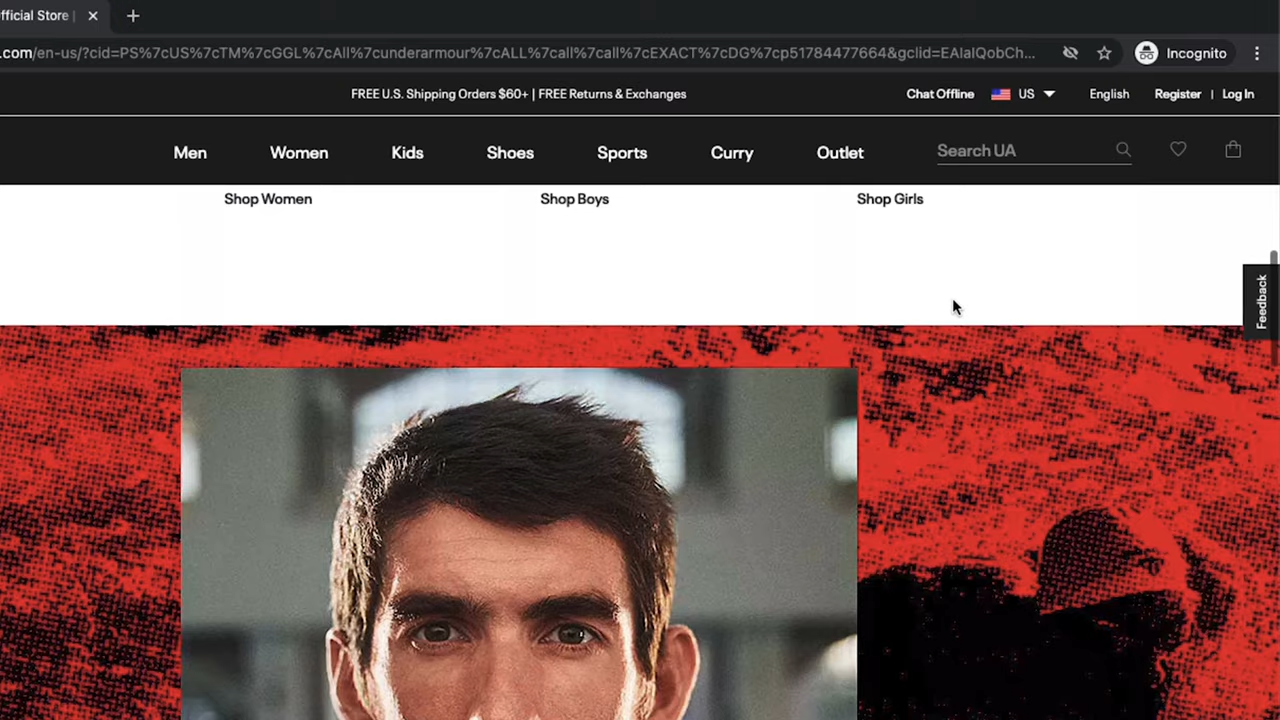 fficial Store |
.com/en-us/?cid=PS%7cUS%7cTM%7cGGL%7cAll%7cunderarmour%7cALL%7call%7call%7cEXACT%7cDG%7cp51784477664&gclid=EAIaIQobCh...
Incognito
FREE U.S. Shipping Orders $60+ | FREE Returns & Exchanges
Chat Offline
US
English
Register | Log In
Men
Women
Kids
Shoes
Sports
Curry
Outlet
Search UA
Shop Women
Shop Boys
Shop Girls
Feedback